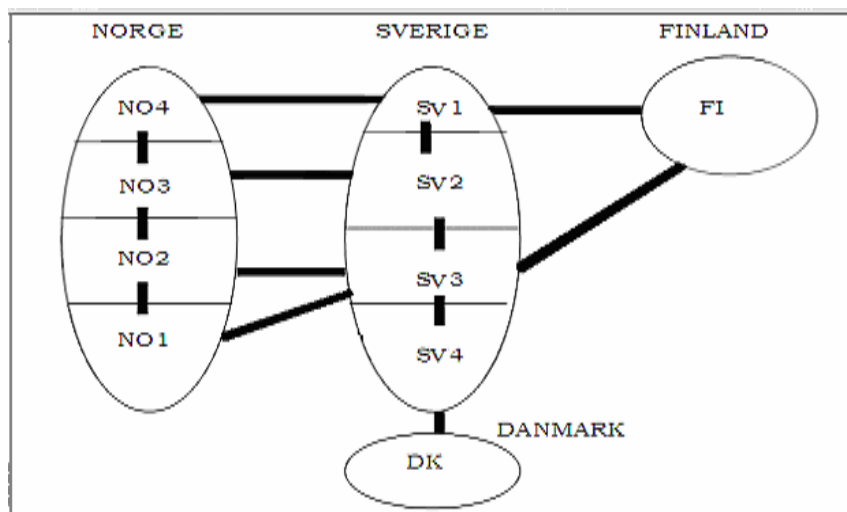 NORGE
SVERIGE
FINLAND
NO4
SV1
FI
NO3
SV2
NO2
SV3
NO1
SV4
DANMARK
DK